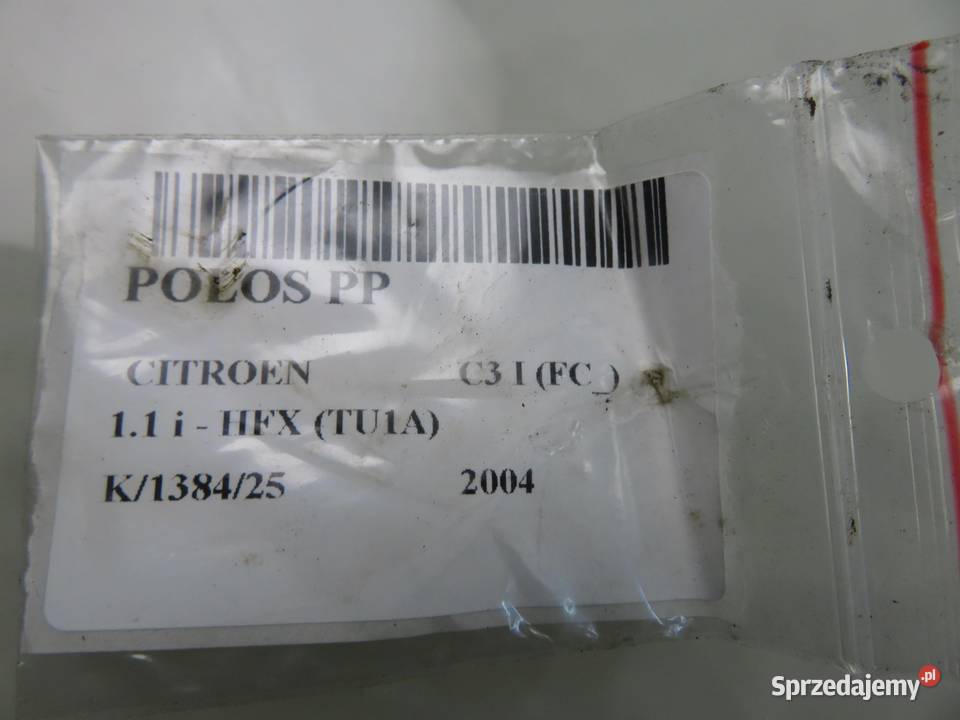 POLOS PP
CITROEN C3 I (FC_)
1.1 i - HFX (TU1A)
K/1384/25 2004
Sprzedajemy.pl